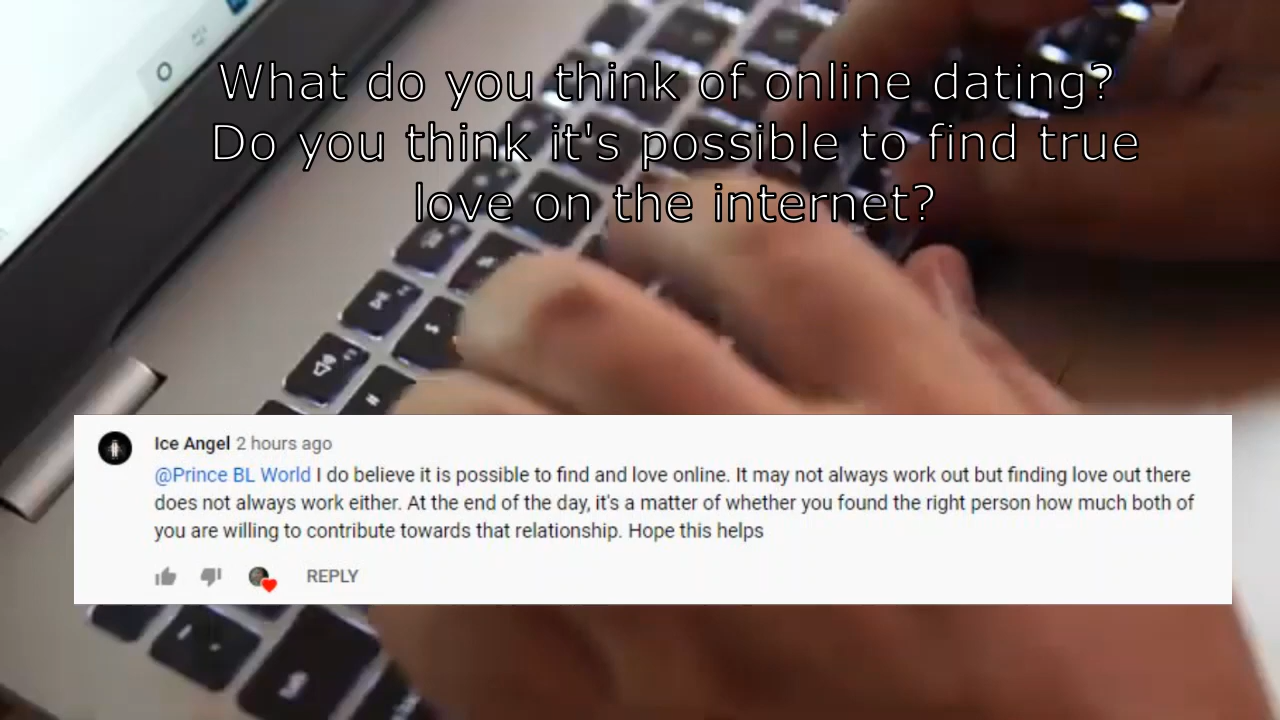 What do you think of online dating?
Do you think it's possible to find true
love on the internet?
Ice Angel 2 hours ago
@Prince BL World I do believe it is possible to find and love online. It may not always work out but finding love out there
does not always work either. At the end of the day, it's a matter of whether you found the right person how much both of
you are willing to contribute towards that relationship. Hope this helps
REPLY